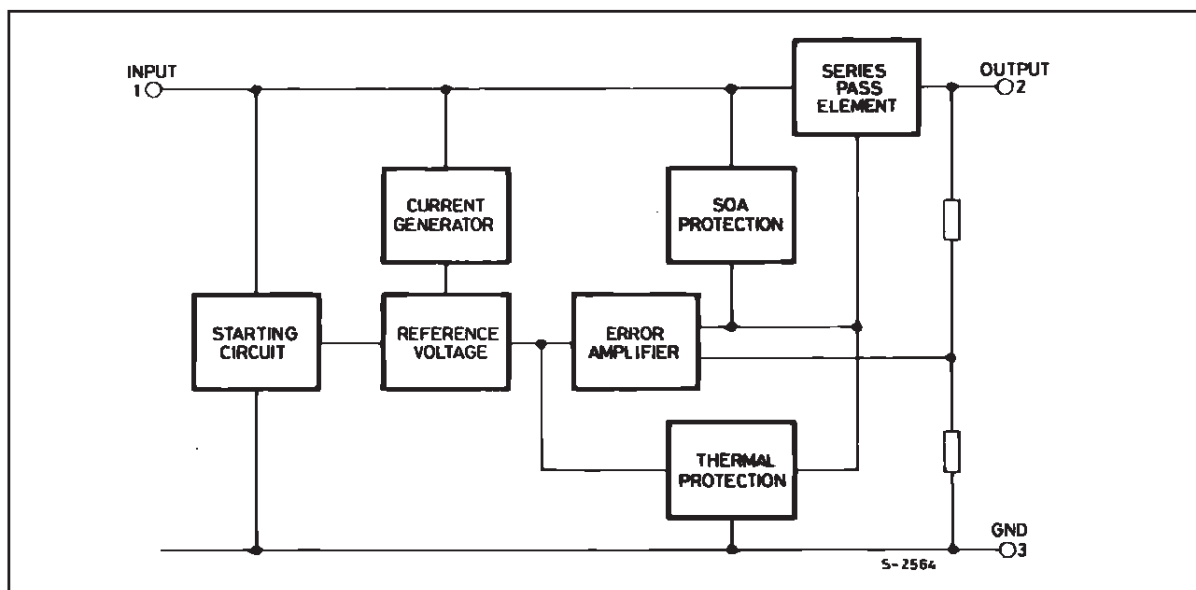 INPUT
1
SERIES
PASS
ELEMENT
OUTPUT
2
CURRENT
GENERATOR
SOA
PROTECTION
STARTING
CIRCUIT
REFERENCE
VOLTAGE
ERROR
AMPLIFIER
THERMAL
PROTECTION
GND
3
S-2564